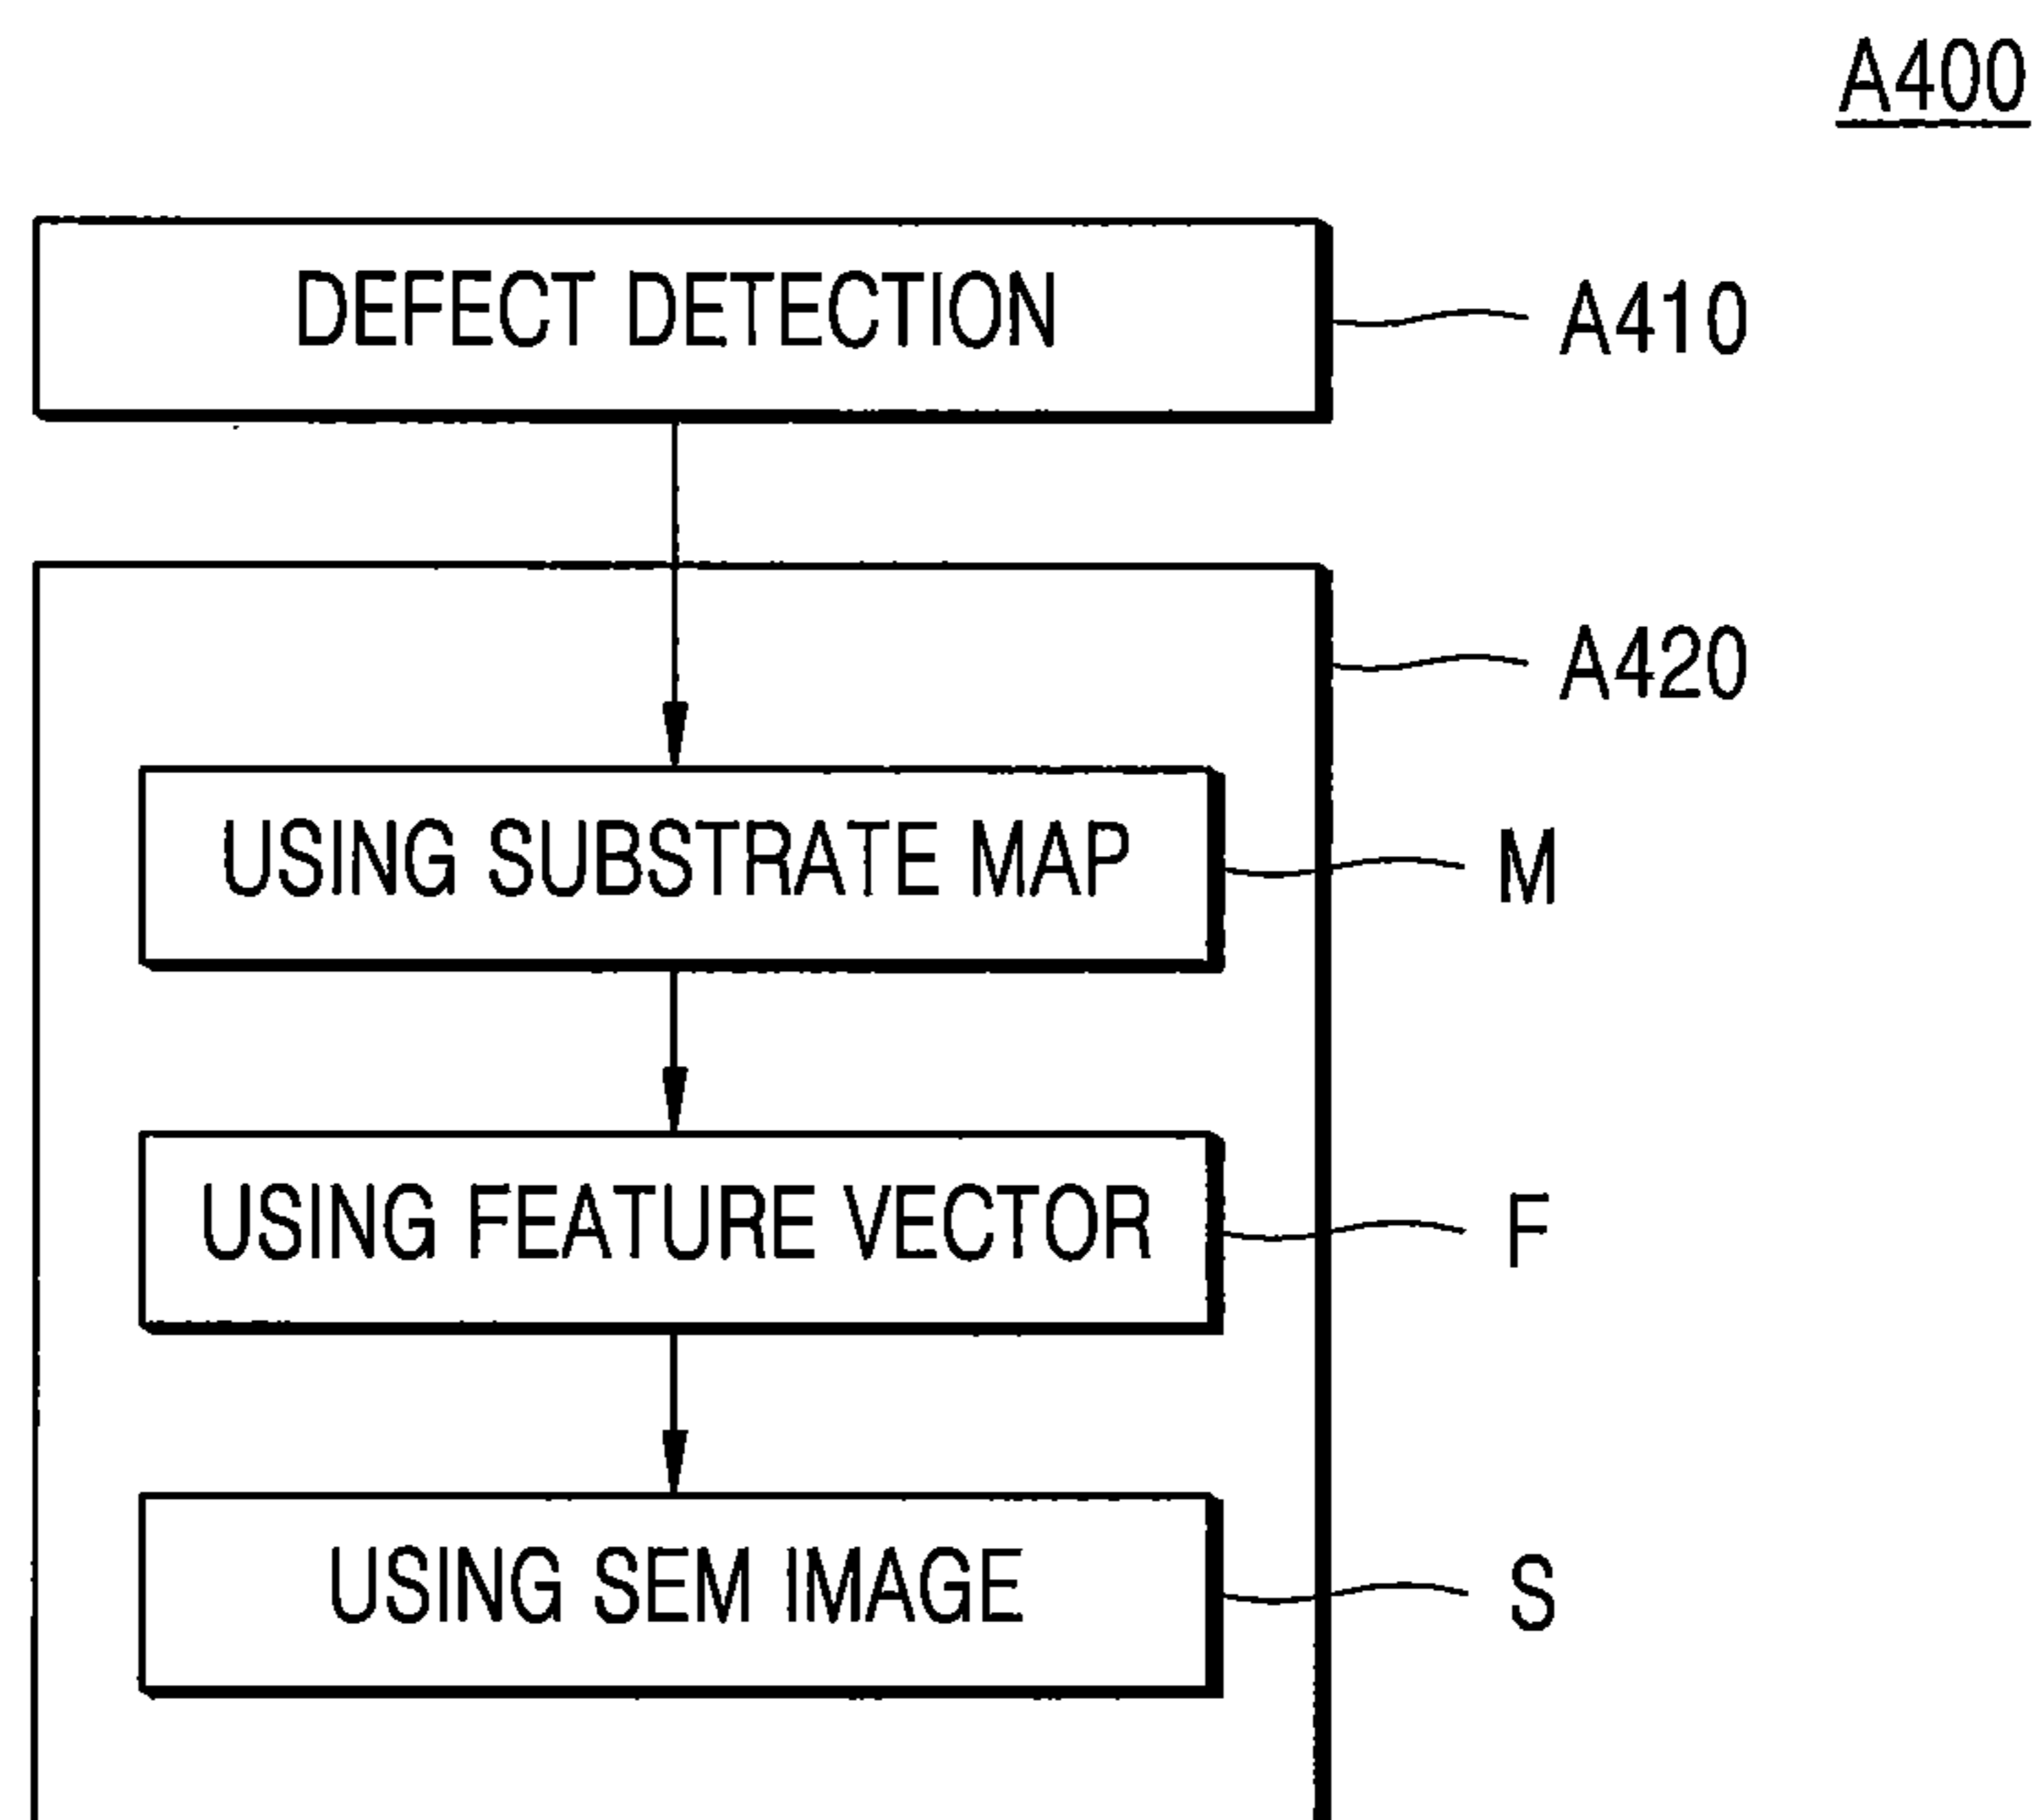 A400
DEFECT DETECTION
A410
A420
USING SUBSTRATE MAP
M
USING FEATURE VECTOR
F
USING SEM IMAGE
S